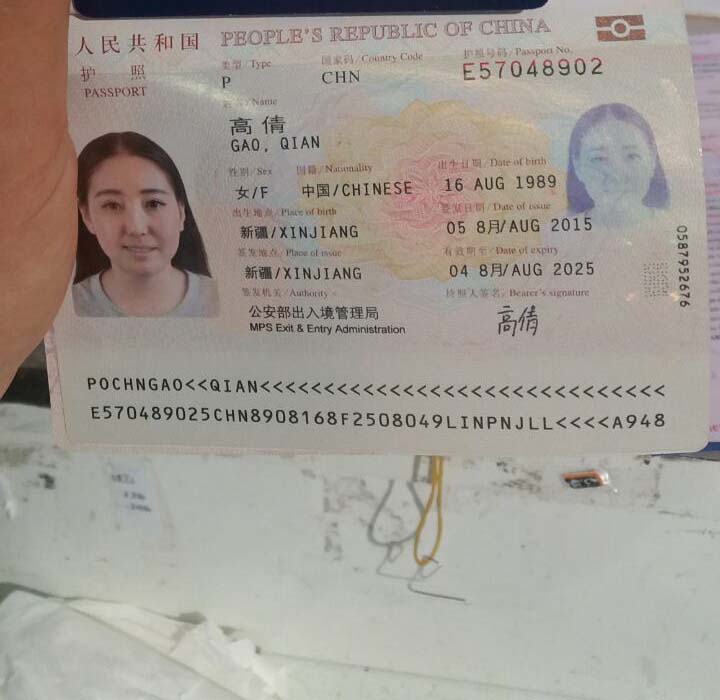 人民共和国 PEOPLE'S REPUBLIC OF CHINA
护照
PASSPORT
类型/Type
P
国家码/Country Code
CHN
护照号码/Passport No.
E57048902
姓名/Name
高倩
GAO, QIAN
性别/Sex
女/F
国籍/Nationality
中国/CHINESE
出生日期/Date of birth
16 AUG 1989
出生地点/Place of birth
新疆/XINJIANG
签发日期/Date of issue
05 8月/AUG 2015
签发地点/Place of issue
新疆/XINJIANG
有效期至/Date of expiry
04 8月/AUG 2025
签发机关/Authority
公安部出入境管理局
MPS Exit & Entry Administration
持照人签名/Bearer's signature
高倩
0587952676
POCHNGAO<<QIAN<<<<<<<<<<<<<<<<<<<<<<<<<<<<<<
E570489025CHN8908168F2508049LINPNJLL<<<<A948